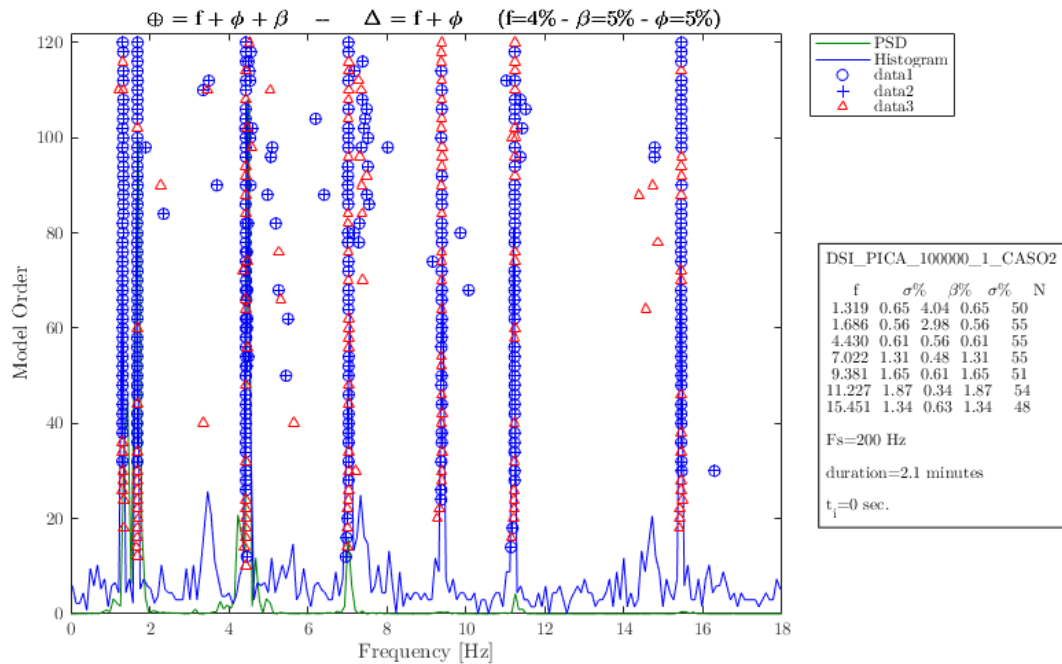 ⊕ = f + ϕ + β -- Δ = f + ϕ (f=4% - β=5% - ϕ=5%)
120
100
80
60
40
20
0
Model Order
0 2 4 6 8 10 12 14 16 18
Frequency [Hz]
PSD
Histogram
data1
data2
data3
DSI_PICA_100000_1_CASO2
f σ% β% σ% N
1.319 0.65 4.04 0.65 50
1.686 0.56 2.98 0.56 55
4.430 0.61 0.56 0.61 55
7.022 1.31 0.48 1.31 55
9.381 1.65 0.61 1.65 51
11.227 1.87 0.34 1.87 54
15.451 1.34 0.63 1.34 48
Fs=200 Hz
duration=2.1 minutes
t_i=0 sec.